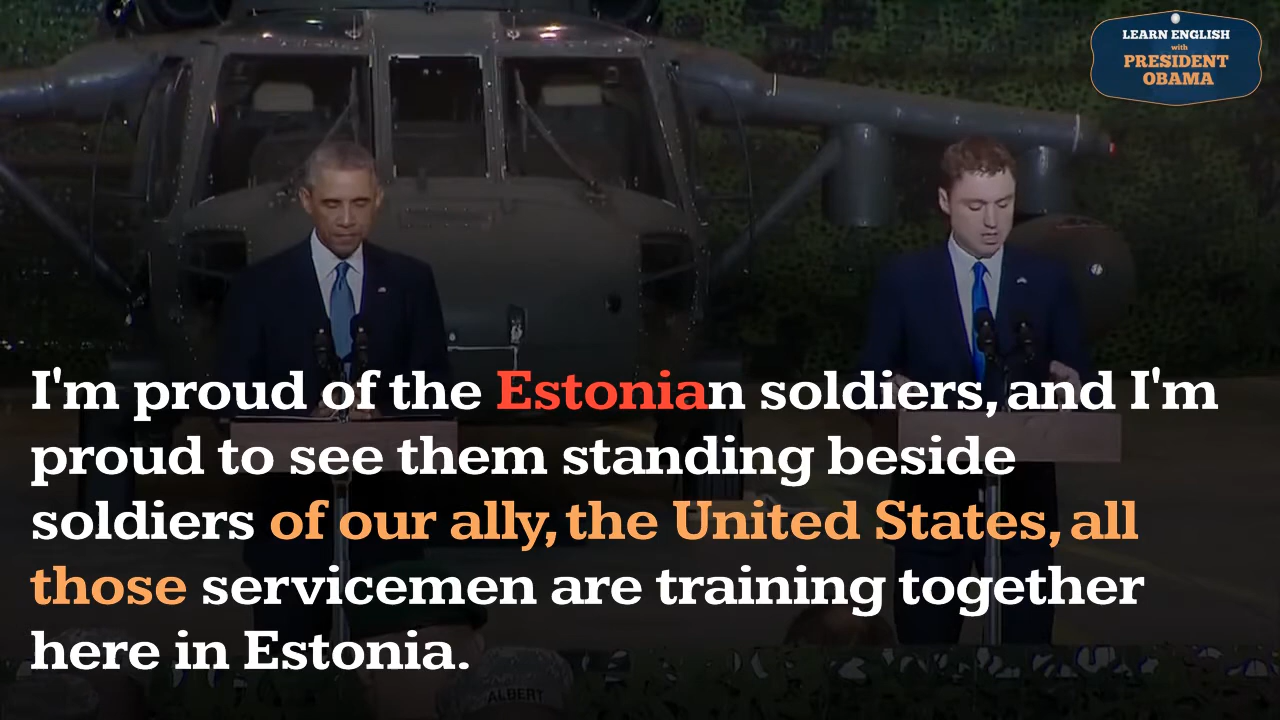 LEARN ENGLISH
with
PRESIDENT
OBAMA
I'm proud of the Estonian soldiers, and I'm
proud to see them standing beside
soldiers of our ally, the United States, all
those servicemen are training together
here in Estonia.
ALBERT